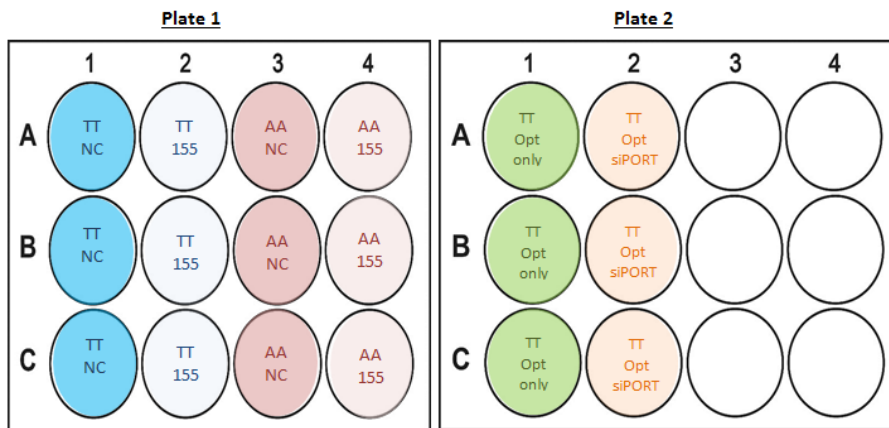 Plate 1
1 2 3 4
A TT NC TT 155 AA NC AA 155
B TT NC TT 155 AA NC AA 155
C TT NC TT 155 AA NC AA 155
Plate 2
1 2 3 4
A TT Opt only TT Opt siPORT
B TT Opt only TT Opt siPORT
C TT Opt only TT Opt siPORT